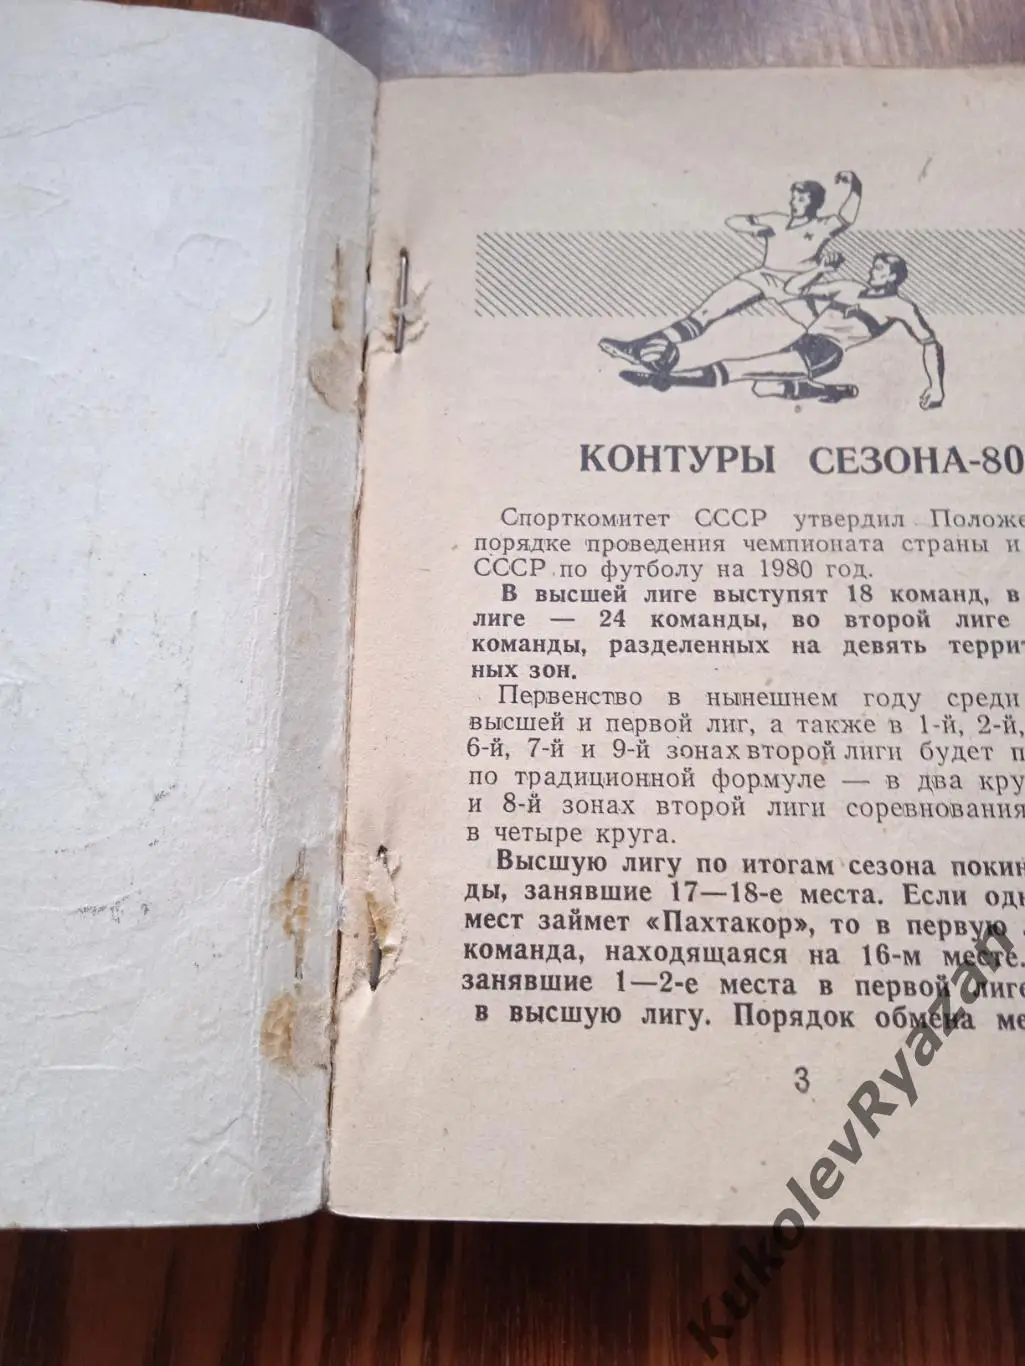 КОНТУРЫ СЕЗОНА-80
Спорткомитет СССР утвердил Положе
порядке проведения чемпионата страны и
СССР по футболу на 1980 год.
В высшей лиге выступят 18 команд, в
лиге — 24 команды, во второй лиге
команды, разделенных на девять террит
ных зон.
Первенство в нынешнем году среди
высшей и первой лиг, а также в 1-й, 2-й,
6-й, 7-й и 9-й зонах второй лиги будет п
по традиционной формуле — в два кру
и 8-й зонах второй лиги соревнования
в четыре круга.
Высшую лигу по итогам сезона покин
ды, занявшие 17—18-е места. Если одн
мест займет «Пахтакор», то в первую
команда, находящаяся на 16-м месте.
занявшие 1—2-е места в первой лиге
в высшую лигу. Порядок обмена ме
3
KukolevRyazan